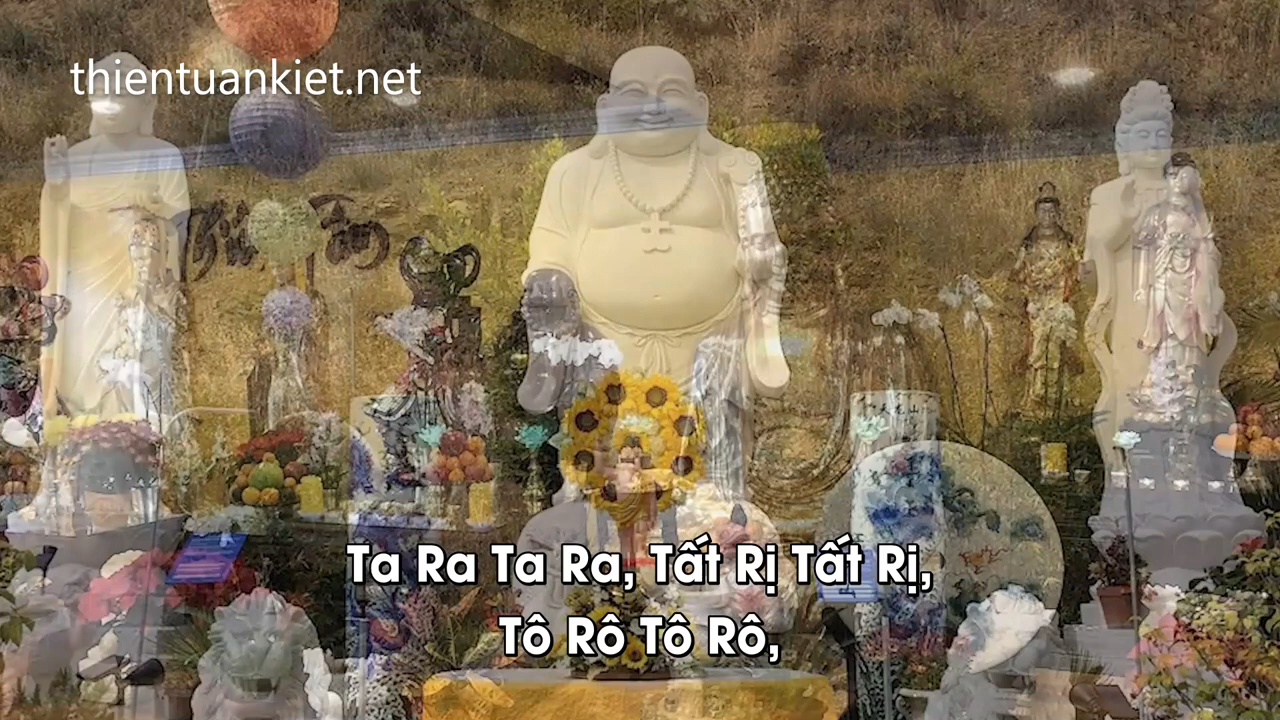 thientuankiet.net
Ta Ra Ta Ra, Tất Rị Tất Rị,
Tô Rô Tô Rô,